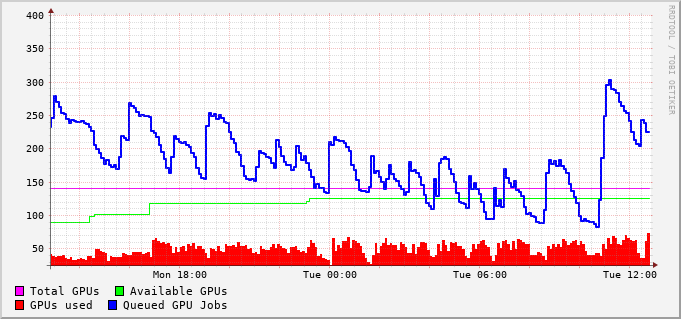 400
350
300
250
200
150
100
50
Mon 18:00 Tue 00:00 Tue 06:00 Tue 12:00
Total GPUs Available GPUs
GPUs used Queued GPU Jobs
RRDTOOL / TOBI OETIKER